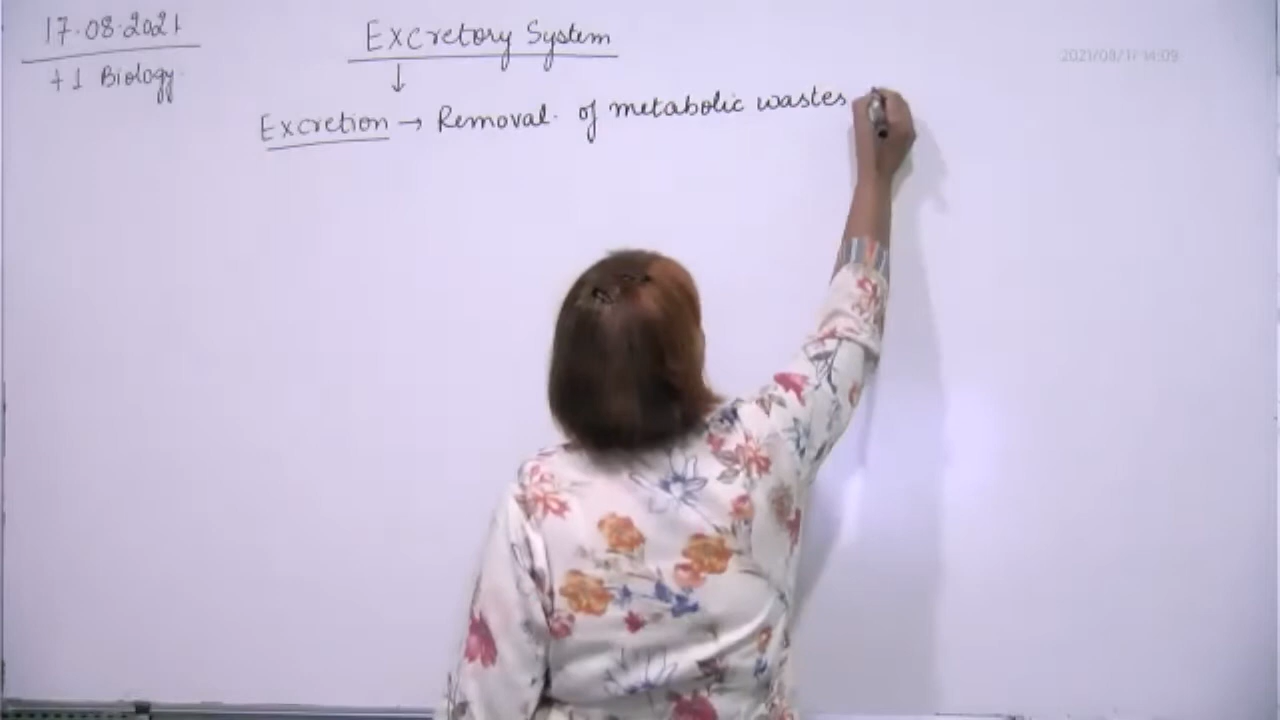 17.08.2021
+1 Biology
Excretory System
↓
Excretion → Removal of metabolic wastes
2021/08/17 14:09